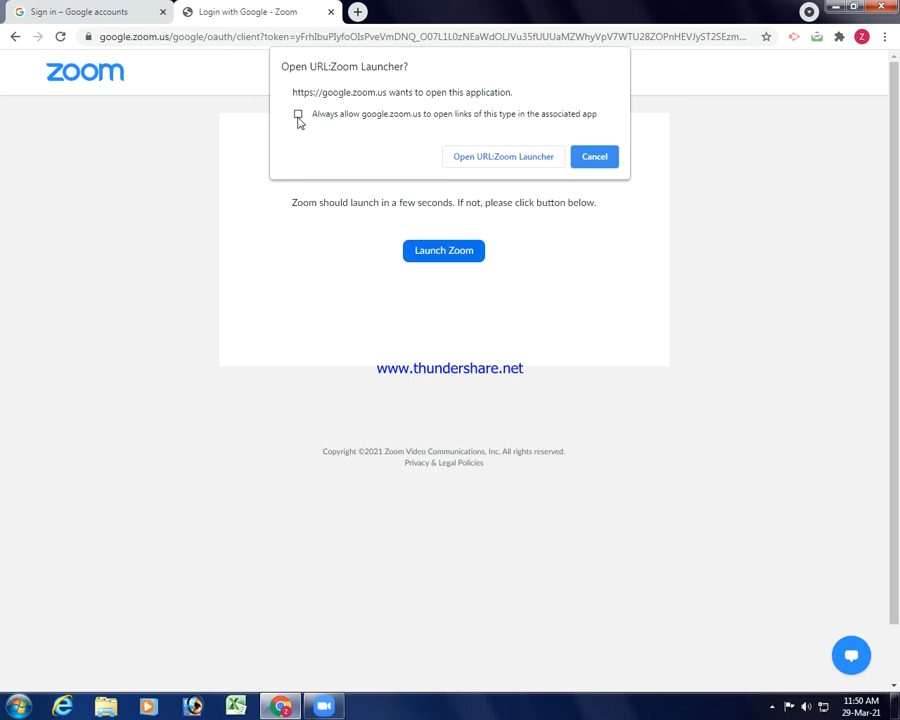 Sign in – Google accounts
Login with Google - Zoom
google.zoom.us/google/oauth/client?token=yFrhIbuPIyfoOIsPveVmDNQ_O07L1L0zNEaWdOLJVu35fUUUaMZWhyVpV7WTU28ZOPnHEVJyST2SEzm...
Z
zoom
Open URL:Zoom Launcher?
https://google.zoom.us wants to open this application.
Always allow google.zoom.us to open links of this type in the associated app
Open URL:Zoom Launcher
Cancel
Zoom should launch in a few seconds. If not, please click button below.
Launch Zoom
www.thundershare.net
Copyright ©2021 Zoom Video Communications, Inc. All rights reserved.
Privacy & Legal Policies
11:50 AM
29-Mar-21